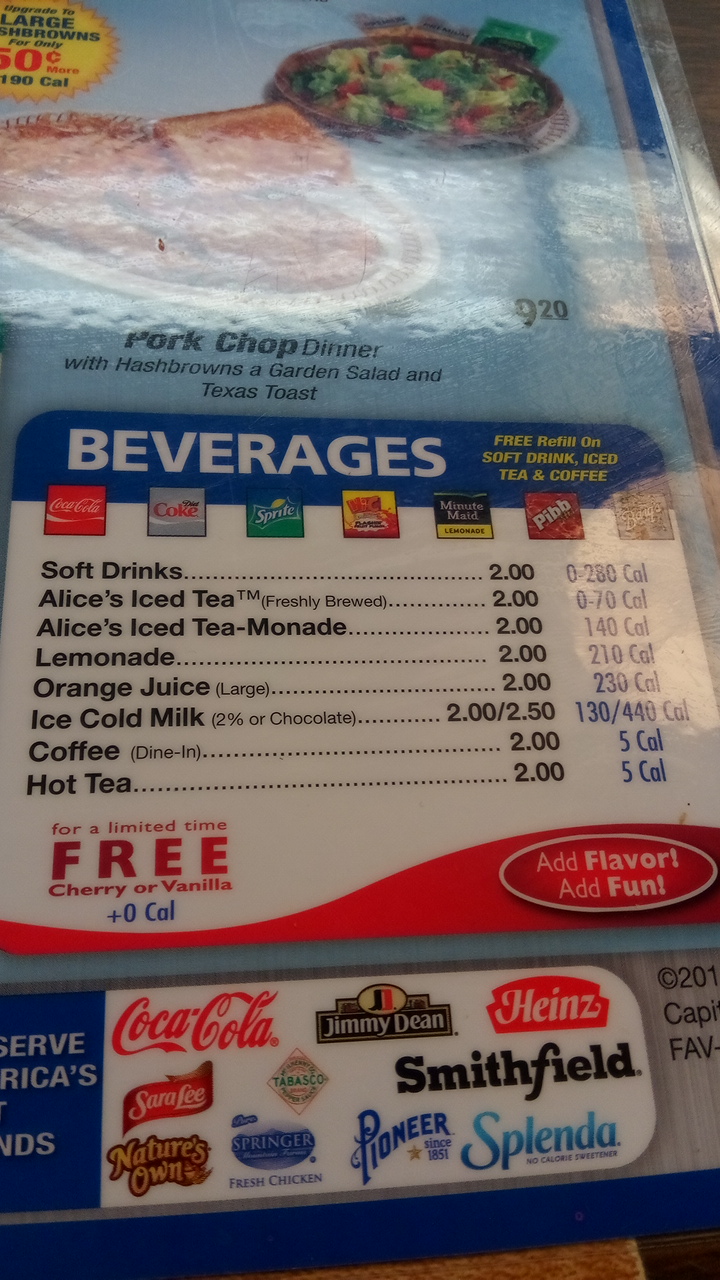 Upgrade To
LARGE
SHBROWNS
For Only
50¢
More
190 Cal
9.20
Pork Chop Dinner
with Hashbrowns a Garden Salad and
Texas Toast
BEVERAGES
FREE Refill On
SOFT DRINK, ICED
TEA & COFFEE
Coca-Cola
Diet Coke
Sprite
Minute Maid
LEMONADE
Pibb
Barq's
Soft Drinks.......... 2.00 0-280 Cal
Alice's Iced Tea™ (Freshly Brewed).......... 2.00 0-70 Cal
Alice's Iced Tea-Monade.......... 2.00 140 Cal
Lemonade.......... 2.00 210 Cal
Orange Juice (Large).......... 2.00 230 Cal
Ice Cold Milk (2% or Chocolate).......... 2.00/2.50 130/440 Cal
Coffee (Dine-In).......... 2.00 5 Cal
Hot Tea.......... 2.00 5 Cal
for a limited time
FREE
Cherry or Vanilla
+0 Cal
Add Flavor!
Add Fun!
©201
Capit
FAV-
SERVE
RICA'S
T
NDS
Coca-Cola
Jimmy Dean
Heinz
Sara Lee
TABASCO
Smithfield
Nature's Own
SPRINGER
FRESH CHICKEN
PIONEER
since
1851
Splenda
NO CALORIE SWEETENER